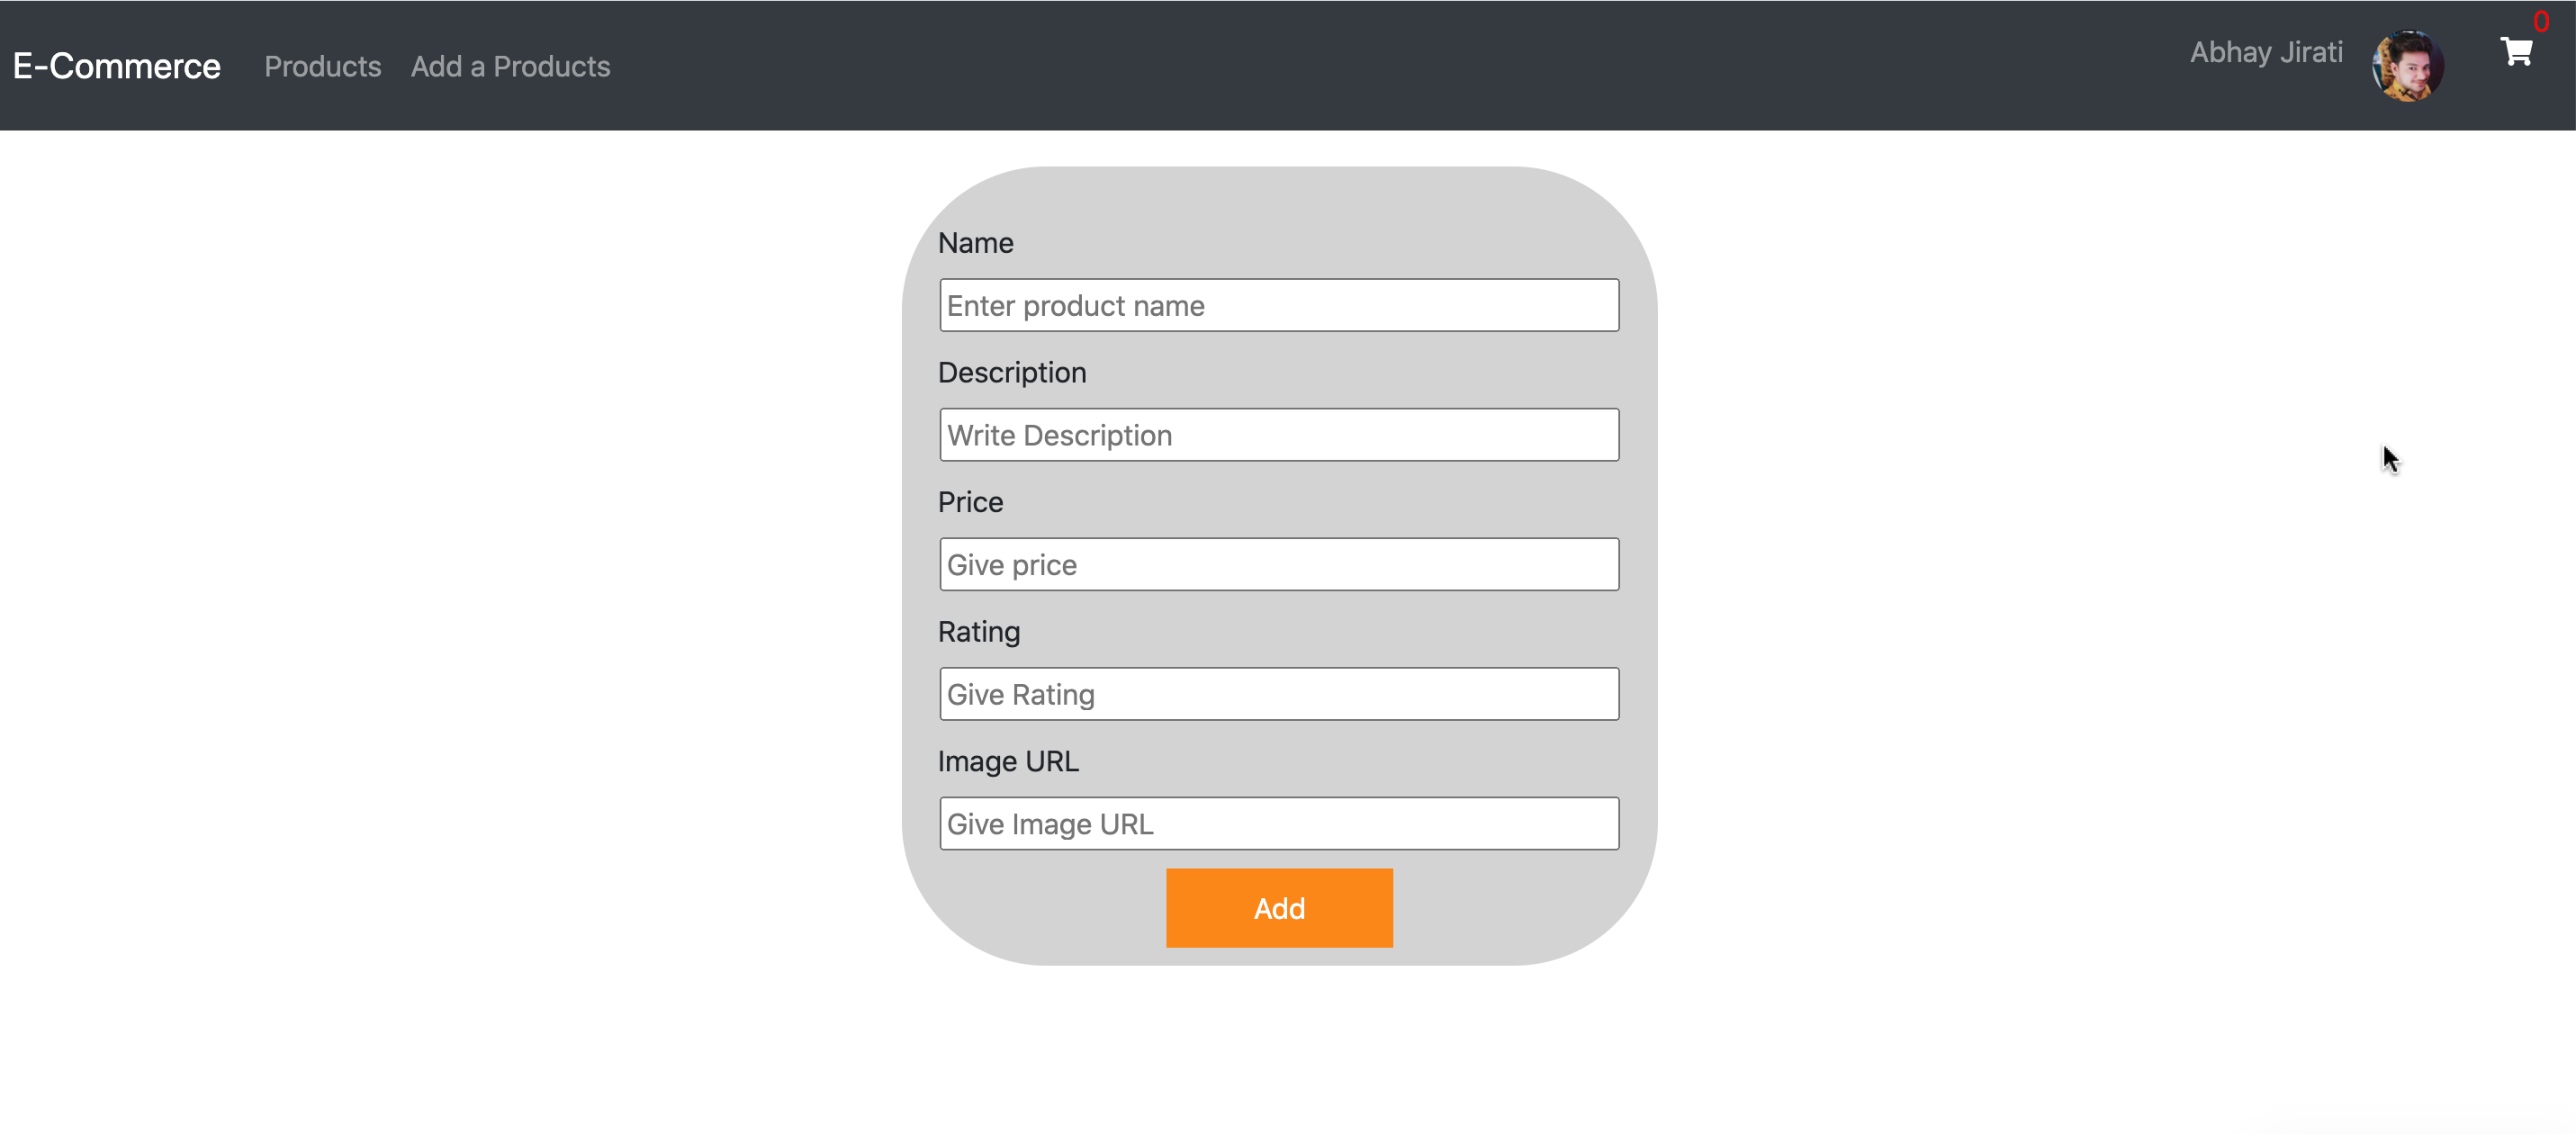 E-Commerce Products Add a Products Abhay Jirati 0
Name
Enter product name
Description
Write Description
Price
Give price
Rating
Give Rating
Image URL
Give Image URL
Add